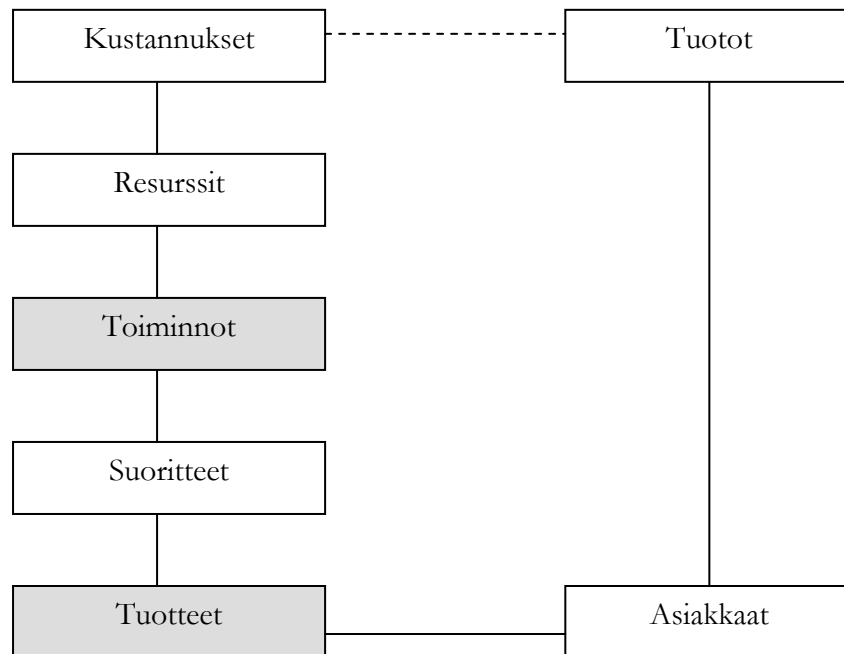 Kustannukset
Tuotot
Resurssit
Toiminnot
Suoritteet
Tuotteet
Asiakkaat